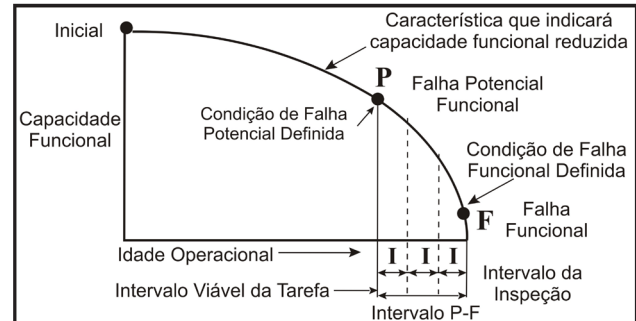 Inicial
Característica que indicará
capacidade funcional reduzida
P
Falha Potencial
Funcional
Capacidade
Funcional
Condição de Falha
Potencial Definida
Condição de Falha
Funcional Definida
F
Falha
Funcional
Idade Operacional
I I I
Intervalo da
Inspeção
Intervalo Viável da Tarefa
Intervalo P-F